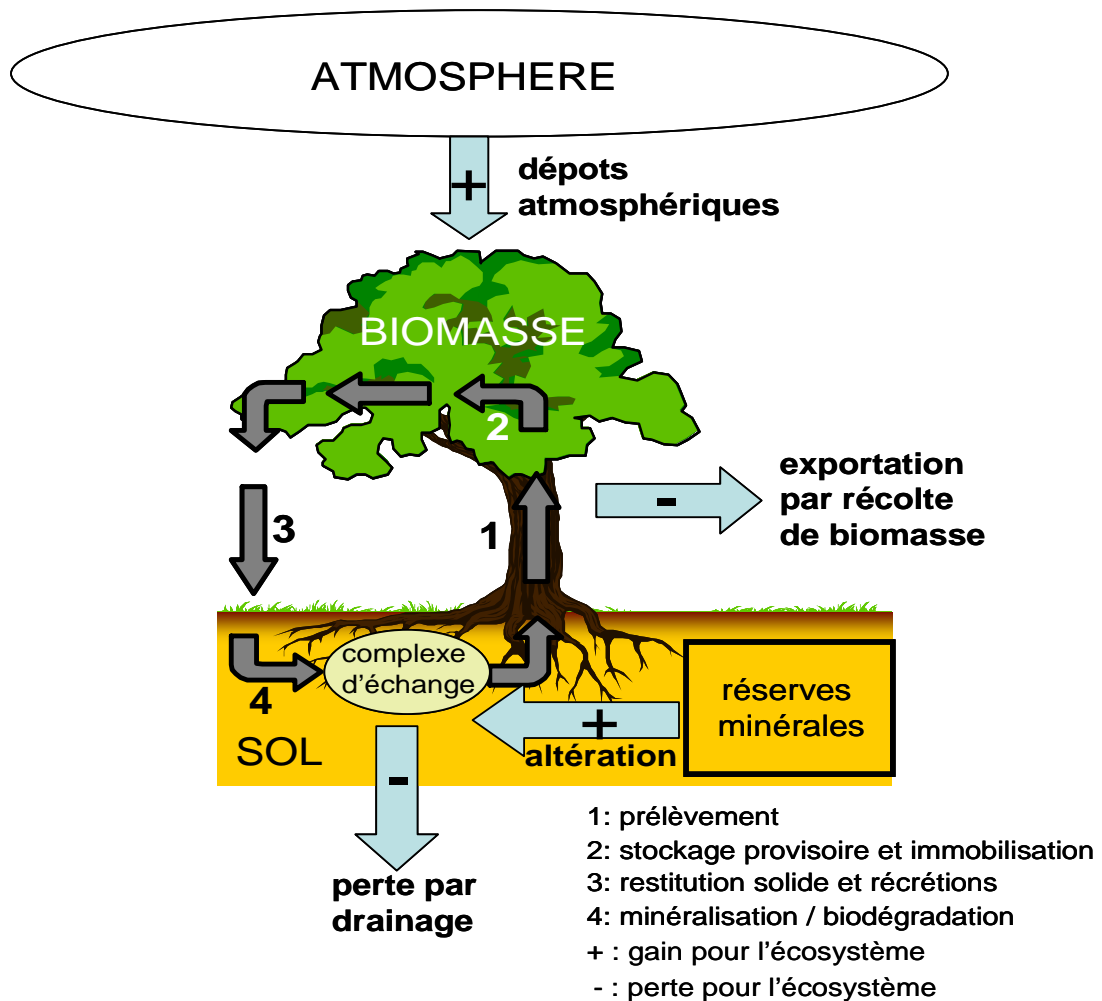 ATMOSPHERE
+
dépots
atmosphériques
BIOMASSE
2
3
1
-
exportation
par récolte
de biomasse
complexe
d'échange
4
SOL
+
altération
réserves
minérales
-
perte par
drainage
1: prélèvement
2: stockage provisoire et immobilisation
3: restitution solide et récrétions
4: minéralisation / biodégradation
+ : gain pour l'écosystème
- : perte pour l'écosystème